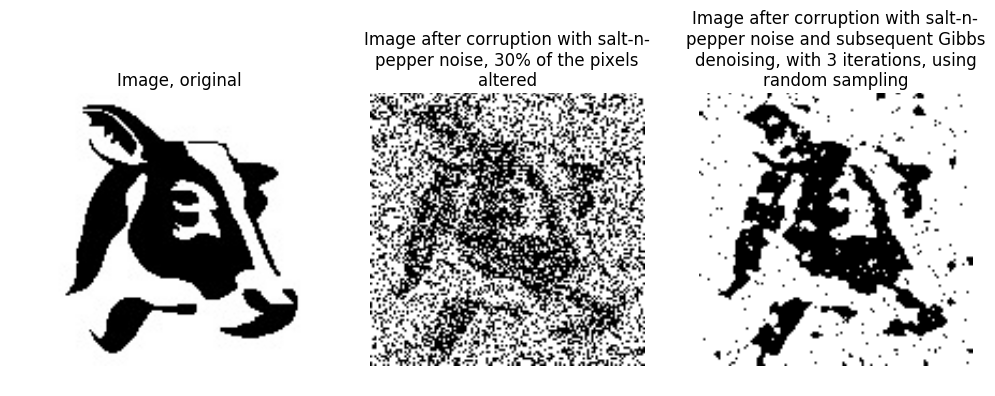 Image, original
Image after corruption with salt-n-
pepper noise, 30% of the pixels
altered
Image after corruption with salt-n-
pepper noise and subsequent Gibbs
denoising, with 3 iterations, using
random sampling